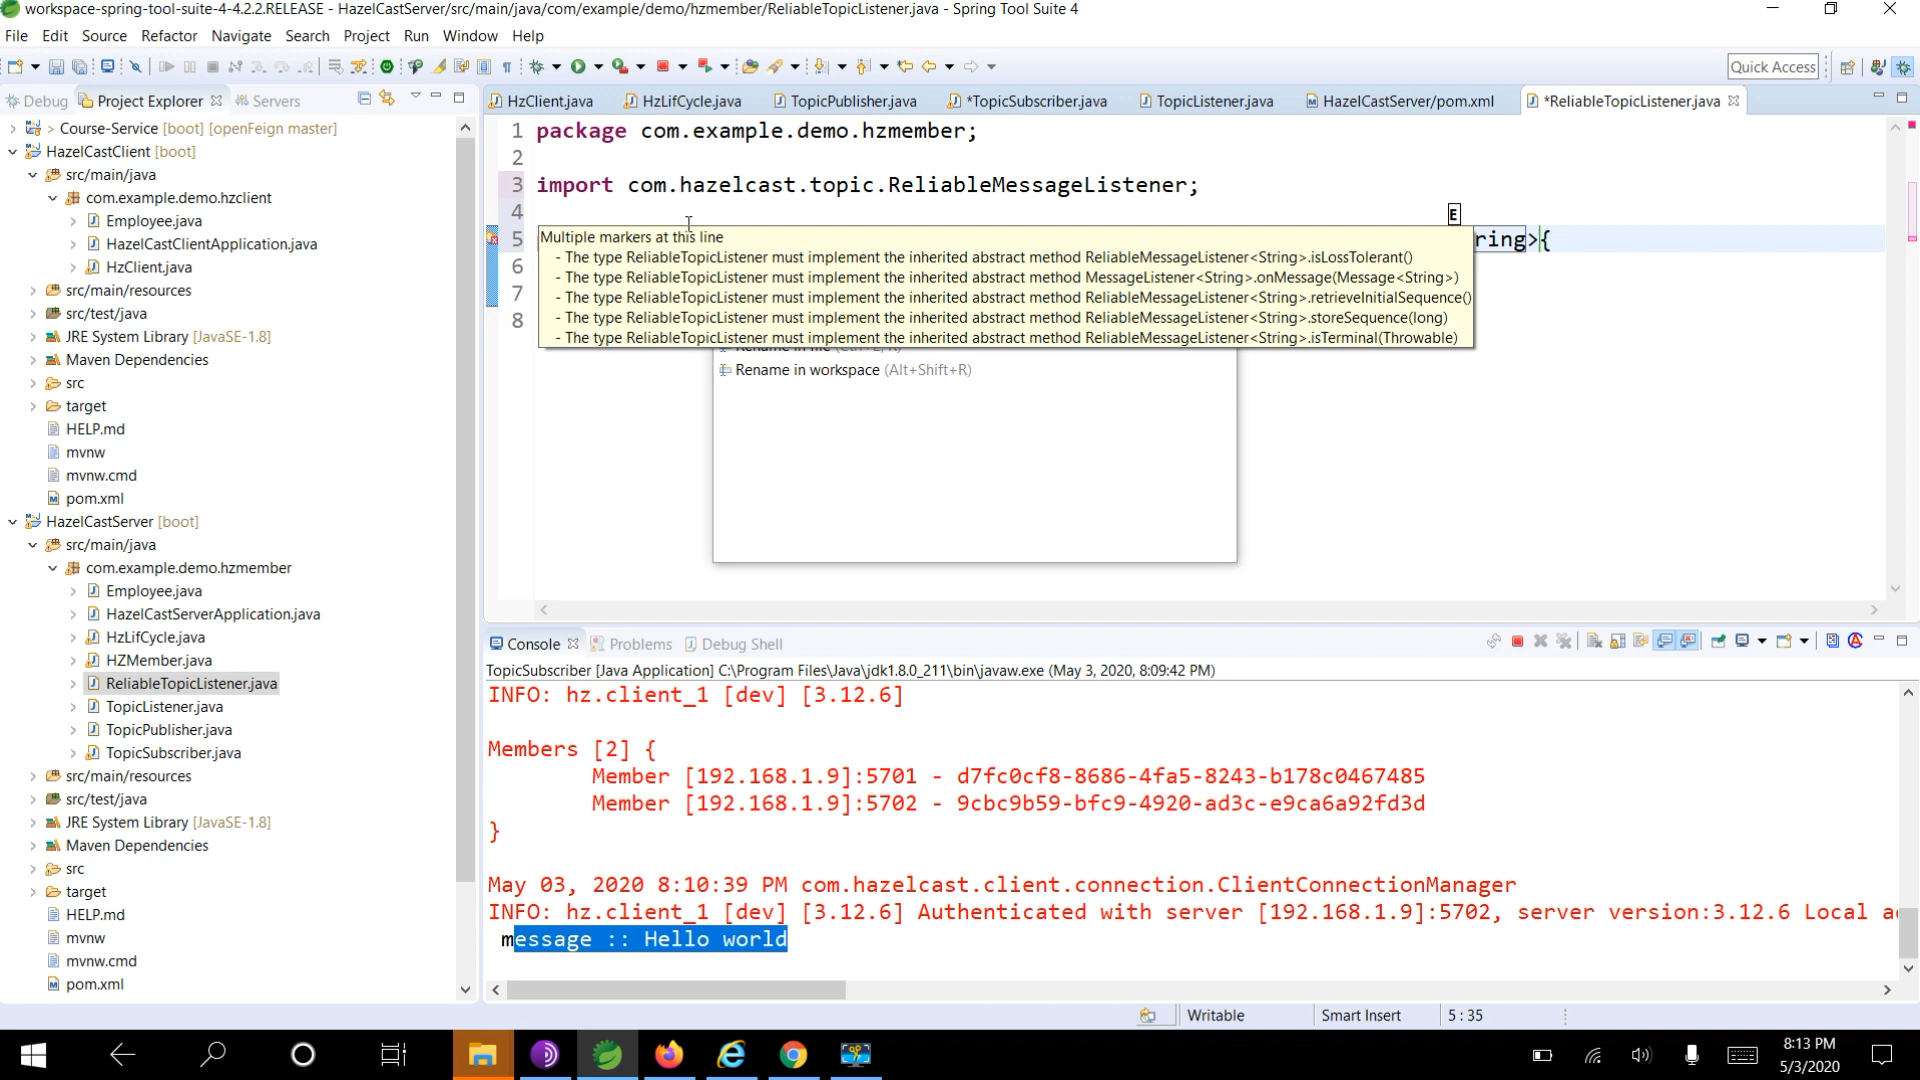 workspace-spring-tool-suite-4-4.2.2.RELEASE - HazelCastServer/src/main/java/com/example/demo/hzmember/ReliableTopicListener.java - Spring Tool Suite 4
File Edit Source Refactor Navigate Search Project Run Window Help
Quick Access
Debug Project Explorer Servers
HzClient.java HzLifCycle.java TopicPublisher.java *TopicSubscriber.java TopicListener.java HazelCastServer/pom.xml *ReliableTopicListener.java
> Course-Service [boot] [openFeign master]
HazelCastClient [boot]
src/main/java
com.example.demo.hzclient
Employee.java
HazelCastClientApplication.java
HzClient.java
src/main/resources
src/test/java
JRE System Library [JavaSE-1.8]
Maven Dependencies
src
target
HELP.md
mvnw
mvnw.cmd
pom.xml
HazelCastServer [boot]
src/main/java
com.example.demo.hzmember
Employee.java
HazelCastServerApplication.java
HzLifCycle.java
HZMember.java
ReliableTopicListener.java
TopicListener.java
TopicPublisher.java
TopicSubscriber.java
src/main/resources
src/test/java
JRE System Library [JavaSE-1.8]
Maven Dependencies
src
target
HELP.md
mvnw
mvnw.cmd
pom.xml
1 package com.example.demo.hzmember;
2
3 import com.hazelcast.topic.ReliableMessageListener;
4
E
5 ring>{
6
7
8
Multiple markers at this line
- The type ReliableTopicListener must implement the inherited abstract method ReliableMessageListener<String>.isLossTolerant()
- The type ReliableTopicListener must implement the inherited abstract method MessageListener<String>.onMessage(Message<String>)
- The type ReliableTopicListener must implement the inherited abstract method ReliableMessageListener<String>.retrieveInitialSequence()
- The type ReliableTopicListener must implement the inherited abstract method ReliableMessageListener<String>.storeSequence(long)
- The type ReliableTopicListener must implement the inherited abstract method ReliableMessageListener<String>.isTerminal(Throwable)
Rename in file (Ctrl+2, R)
Rename in workspace (Alt+Shift+R)
Console Problems Debug Shell
TopicSubscriber [Java Application] C:\Program Files\Java\jdk1.8.0_211\bin\javaw.exe (May 3, 2020, 8:09:42 PM)
INFO: hz.client_1 [dev] [3.12.6]
Members [2] {
Member [192.168.1.9]:5701 - d7fc0cf8-8686-4fa5-8243-b178c0467485
Member [192.168.1.9]:5702 - 9cbc9b59-bfc9-4920-ad3c-e9ca6a92fd3d
}
May 03, 2020 8:10:39 PM com.hazelcast.client.connection.ClientConnectionManager
INFO: hz.client_1 [dev] [3.12.6] Authenticated with server [192.168.1.9]:5702, server version:3.12.6 Local a
message :: Hello world
Writable Smart Insert 5 : 35
8:13 PM
5/3/2020